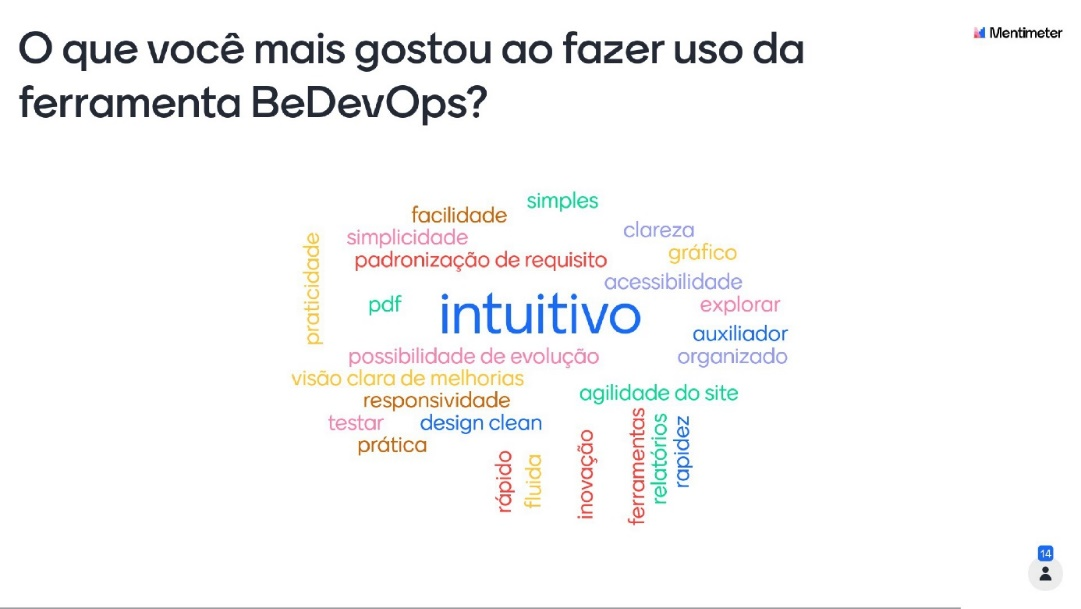 O que você mais gostou ao fazer uso da
ferramenta BeDevOps?
Mentimeter
simples
facilidade
clareza
simplicidade
gráfico
padronização de requisito
praticidade
acessibilidade
pdf
intuitivo
explorar
auxiliador
possibilidade de evolução
organizado
visão clara de melhorias
agilidade do site
responsividade
testar
design clean
prática
rápido
fluida
inovação
ferramentas
relatórios
rapidez
14